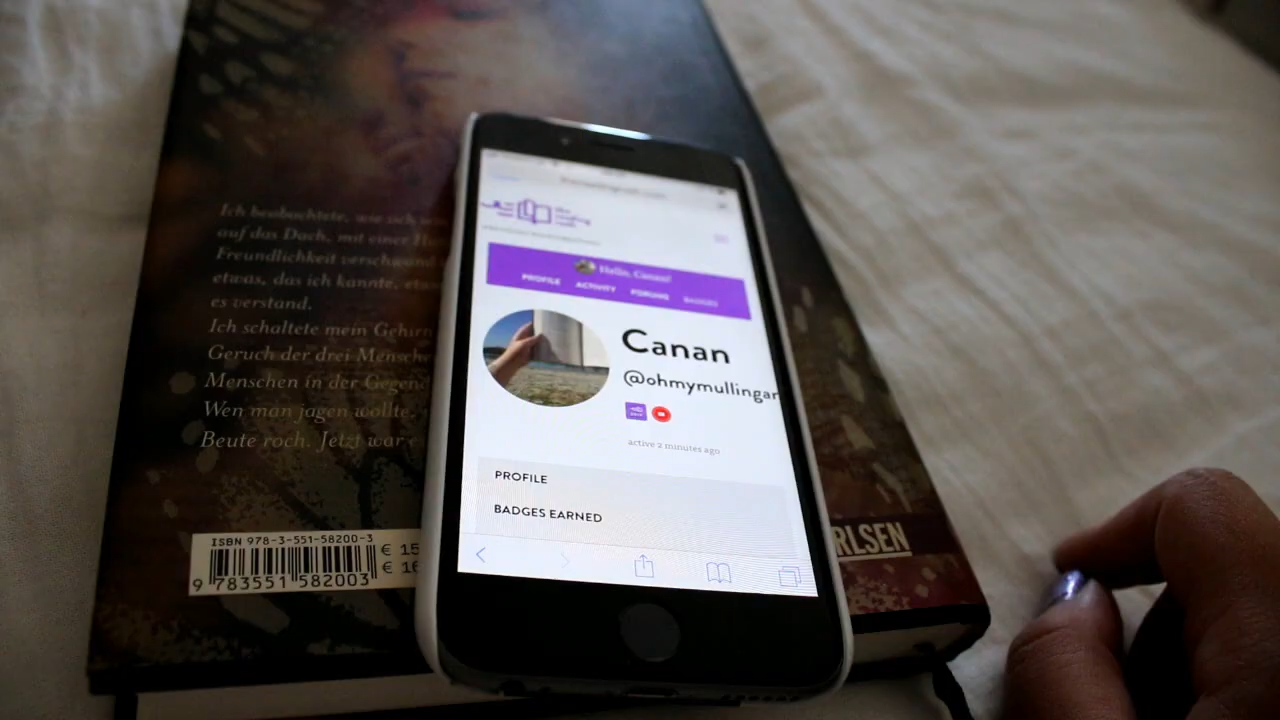 Ich beobachtete, wie sich
auf das Dach, mit einer
Freundlichkeit verschwand
etwas, das ich kannte,
es verstand.
Ich schaltete mein Gehirn
Geruch der drei Mensche
Menschen in der Gegend
Wen man jagen wollte,
Beute roch. Jetzt war
ISBN 978-3-551-58200-3
9 783551 582003
€ 15
€ 16
RLSEN
the
reading
Hello, Canan!
PROFILE ACTIVITY FORUMS BADGES
Canan
@ohmymullingar
active 2 minutes ago
PROFILE
BADGES EARNED